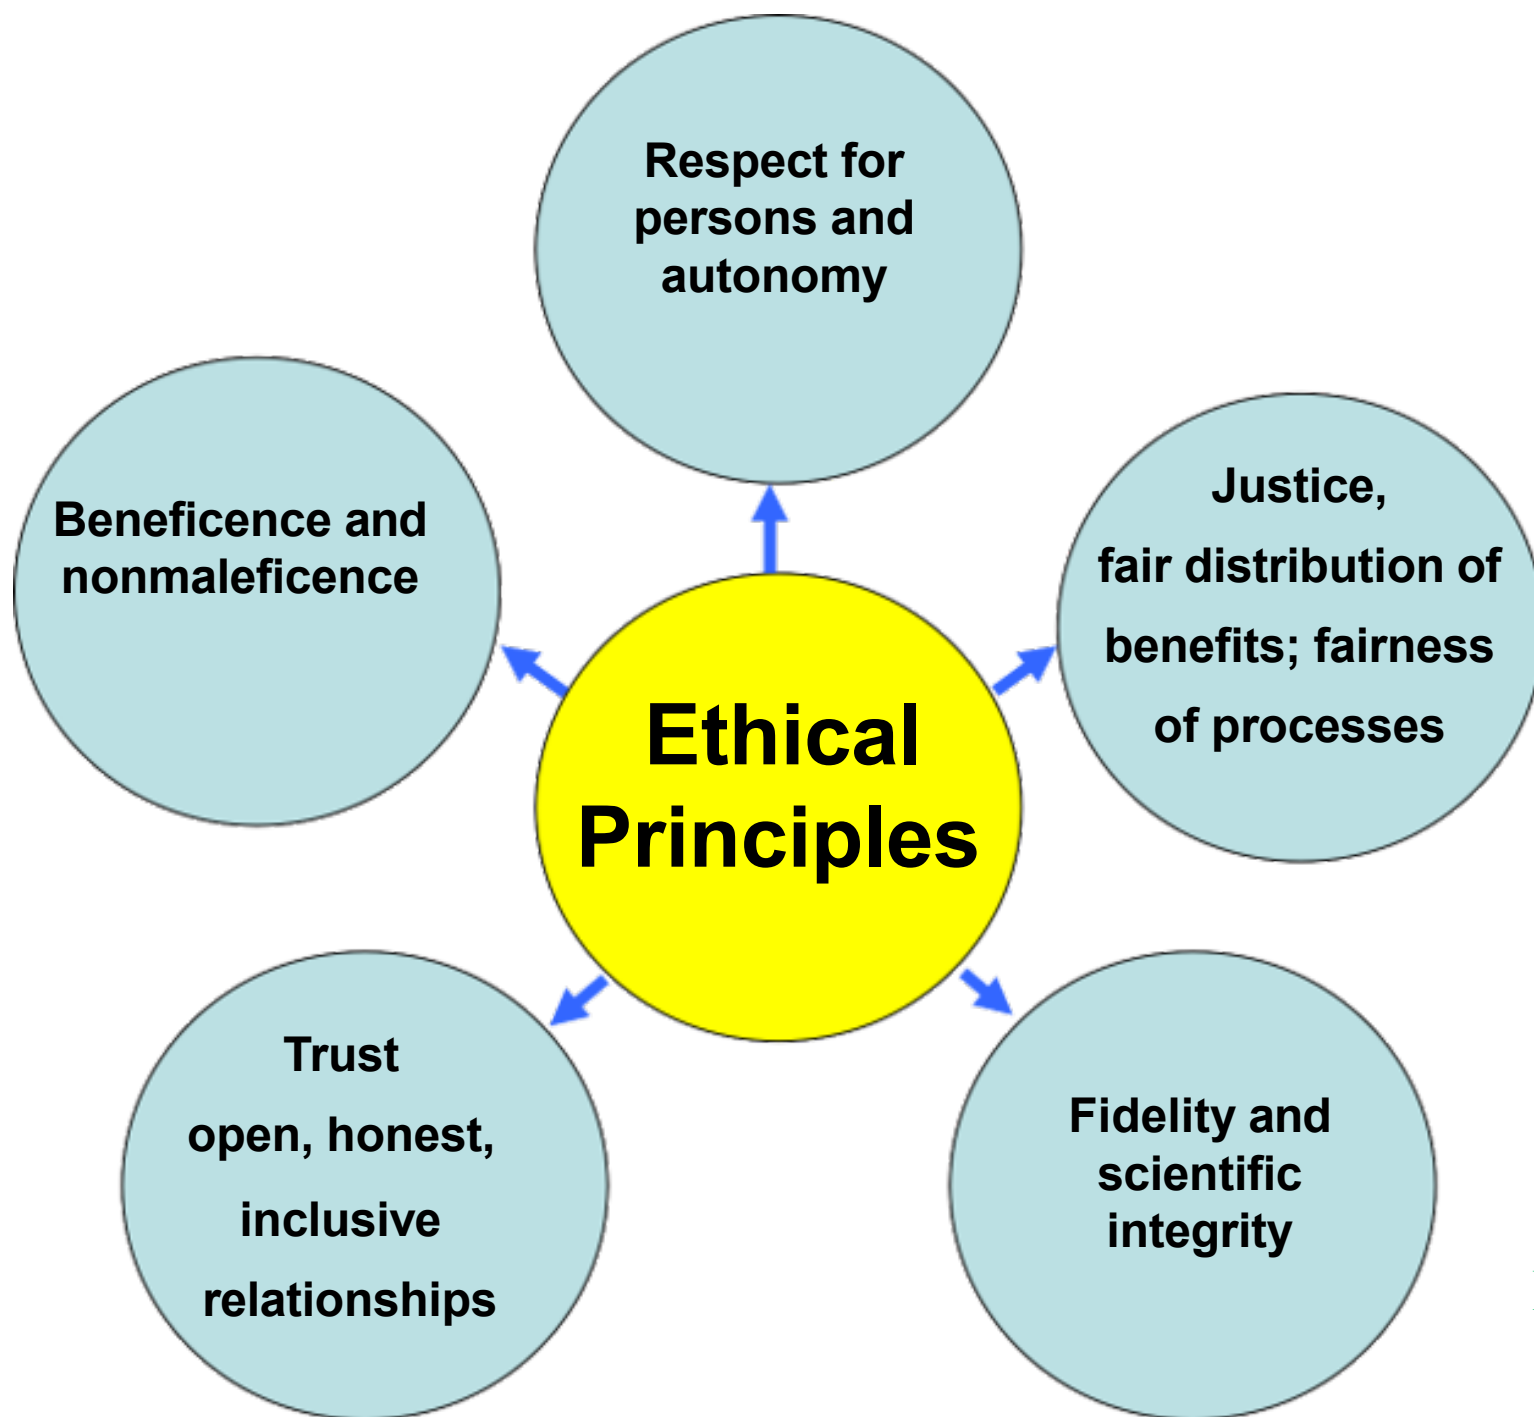 Respect for
persons and
autonomy
Beneficence and
nonmaleficence
Justice,
fair distribution of
benefits; fairness
of processes
Ethical
Principles
Trust
open, honest,
inclusive
relationships
Fidelity and
scientific
integrity